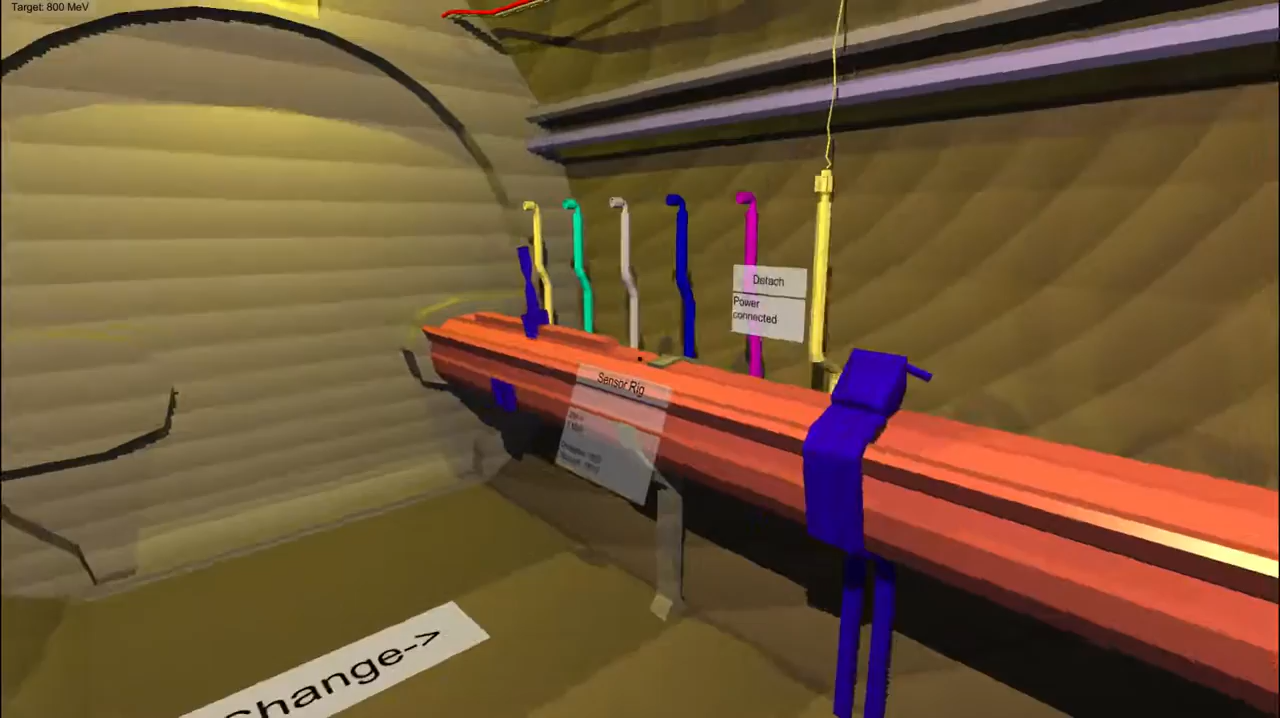 Target: 800 MeV
Detach
Power
connected
Sensor Rig
Change->